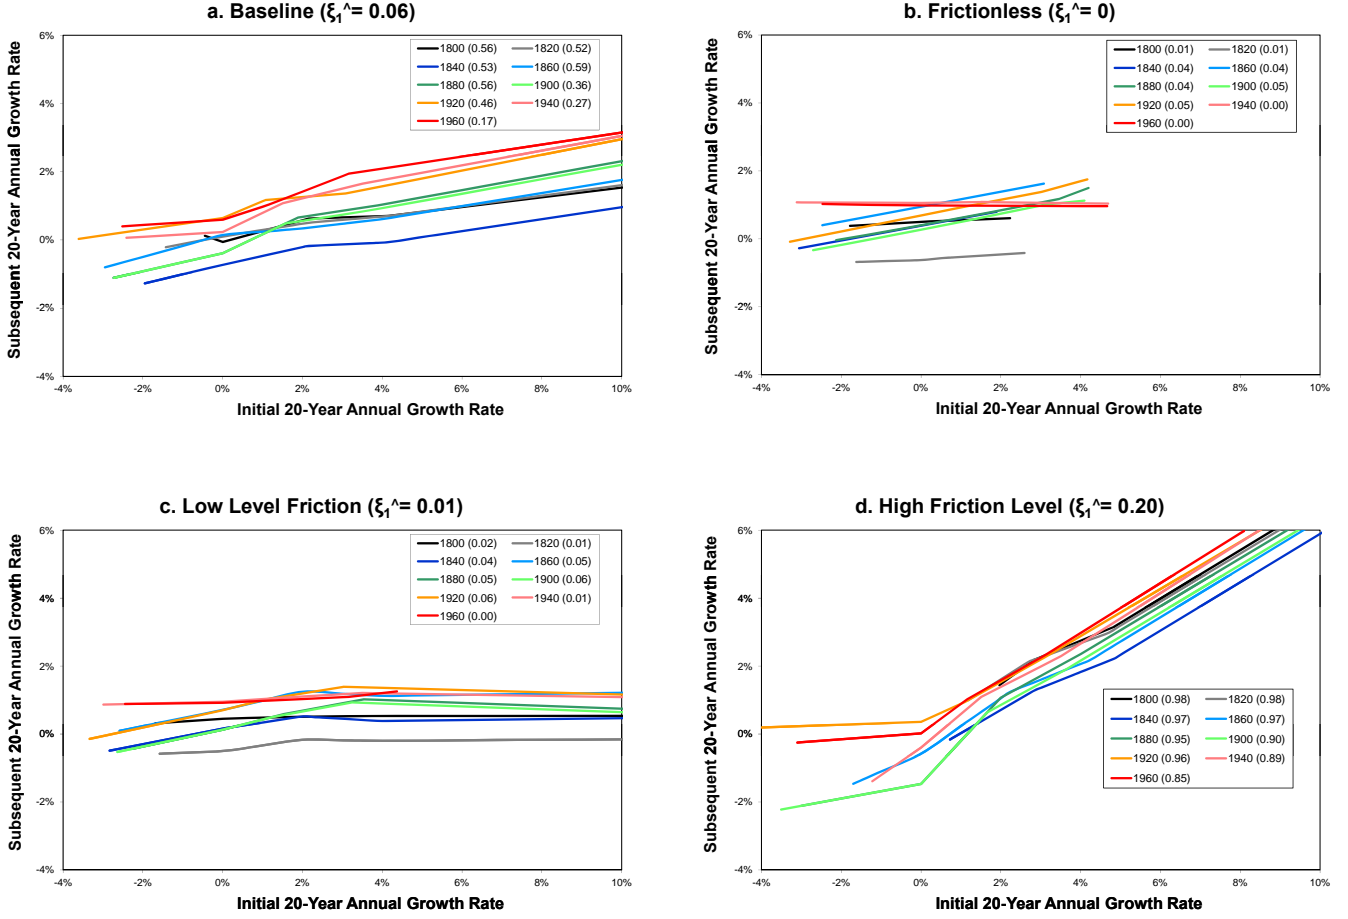 a. Baseline (ξ₁^= 0.06)
6%
4%
2%
0%
-2%
-4%
-4% -2% 0% 2% 4% 6% 8% 10%
Subsequent 20-Year Annual Growth Rate
Initial 20-Year Annual Growth Rate
1800 (0.56) 1820 (0.52)
1840 (0.53) 1860 (0.59)
1880 (0.56) 1900 (0.36)
1920 (0.46) 1940 (0.27)
1960 (0.17)
b. Frictionless (ξ₁^= 0)
6%
4%
2%
0%
-2%
-4%
-4% -2% 0% 2% 4% 6% 8% 10%
Subsequent 20-Year Annual Growth Rate
Initial 20-Year Annual Growth Rate
1800 (0.01) 1820 (0.01)
1840 (0.04) 1860 (0.04)
1880 (0.04) 1900 (0.05)
1920 (0.05) 1940 (0.00)
1960 (0.00)
c. Low Level Friction (ξ₁^= 0.01)
6%
4%
2%
0%
-2%
-4%
-4% -2% 0% 2% 4% 6% 8% 10%
Subsequent 20-Year Annual Growth Rate
Initial 20-Year Annual Growth Rate
1800 (0.02) 1820 (0.01)
1840 (0.04) 1860 (0.05)
1880 (0.05) 1900 (0.06)
1920 (0.06) 1940 (0.01)
1960 (0.00)
d. High Friction Level (ξ₁^= 0.20)
6%
4%
2%
0%
-2%
-4%
-4% -2% 0% 2% 4% 6% 8% 10%
Subsequent 20-Year Annual Growth Rate
Initial 20-Year Annual Growth Rate
1800 (0.98) 1820 (0.98)
1840 (0.97) 1860 (0.97)
1880 (0.95) 1900 (0.90)
1920 (0.96) 1940 (0.89)
1960 (0.85)